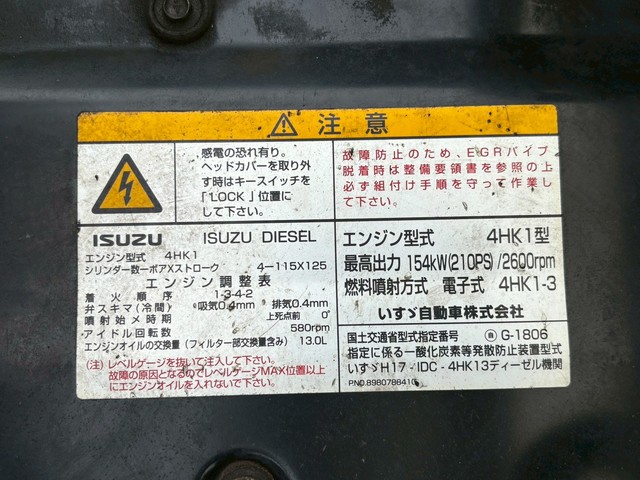 ⚠ 注意
感電の恐れ有り。
ヘッドカバーを取り外
す時はキースイッチを
「LOCK」位置に
して下さい。
故障防止のため、EGRパイプ
脱着時は整備要領書を参照の上
必ず組付け手順を守って作業し
て下さい。
ISUZU ISUZU DIESEL
エンジン型式 4HK1
シリンダー数-ボアXストローク 4-115X125
エンジン調整表
着火順序 1-3-4-2
弁スキマ(冷間) 吸気0.4mm 排気0.4mm
噴射始メ時期 上死点前 0°
アイドル回転数 580rpm
エンジンオイルの交換量(フィルター部交換量含み) 13.0L
(注)レベルゲージを抜いて注入して下さい。
故障の原因となるのでレベルゲージMAX位置以上
にエンジンオイルを入れないで下さい。
エンジン型式 4HK1型
最高出力 154kW(210PS)/2600rpm
燃料噴射方式 電子式 4HK1-3
いすゞ自動車株式会社
国土交通省型式指定番号 G-1806
指定に係る一酸化炭素等発散防止装置型式
いすゞH17-IDC-4HK13ディーゼル機関
P.NO.8980788410